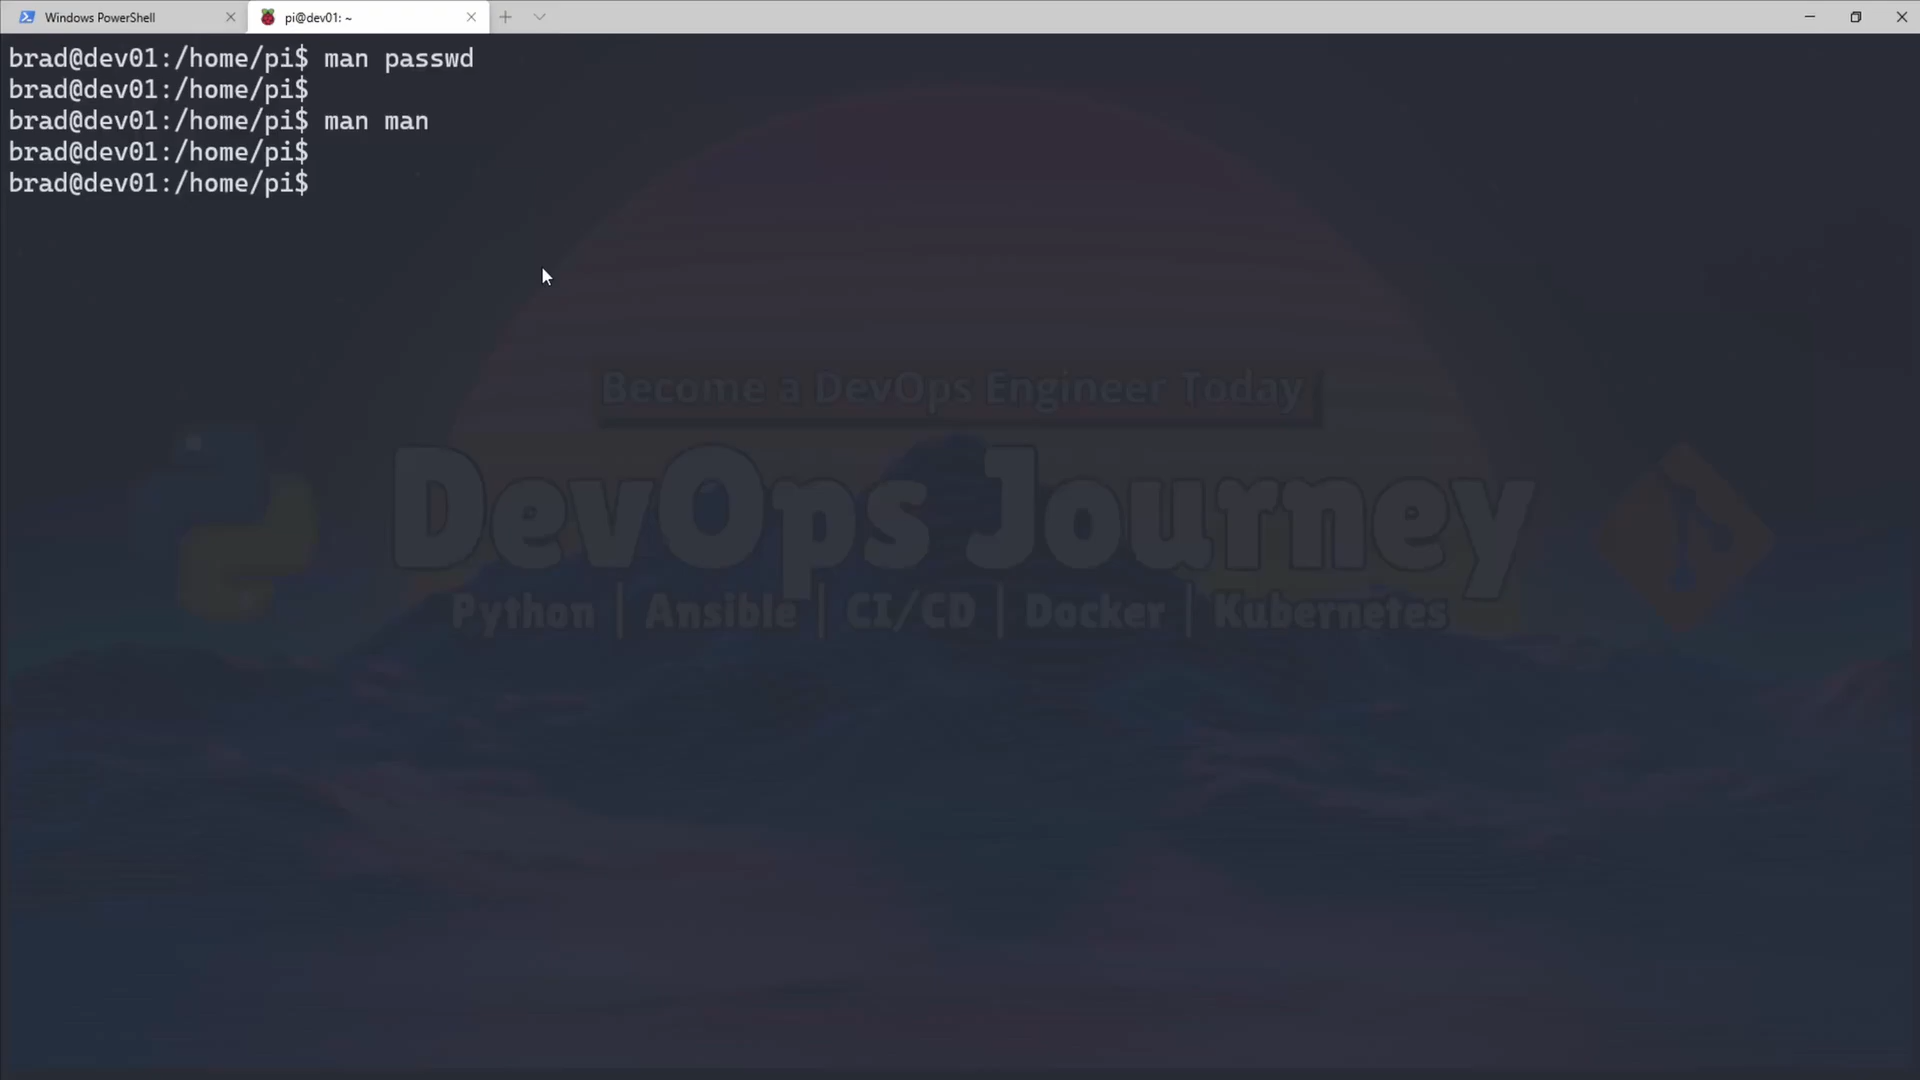 Windows PowerShell
pi@dev01: ~
brad@dev01:/home/pi$ man passwd
brad@dev01:/home/pi$
brad@dev01:/home/pi$ man man
brad@dev01:/home/pi$
brad@dev01:/home/pi$
Become a DevOps Engineer Today
DevOps Journey
Python | Ansible | CI/CD | Docker | Kubernetes